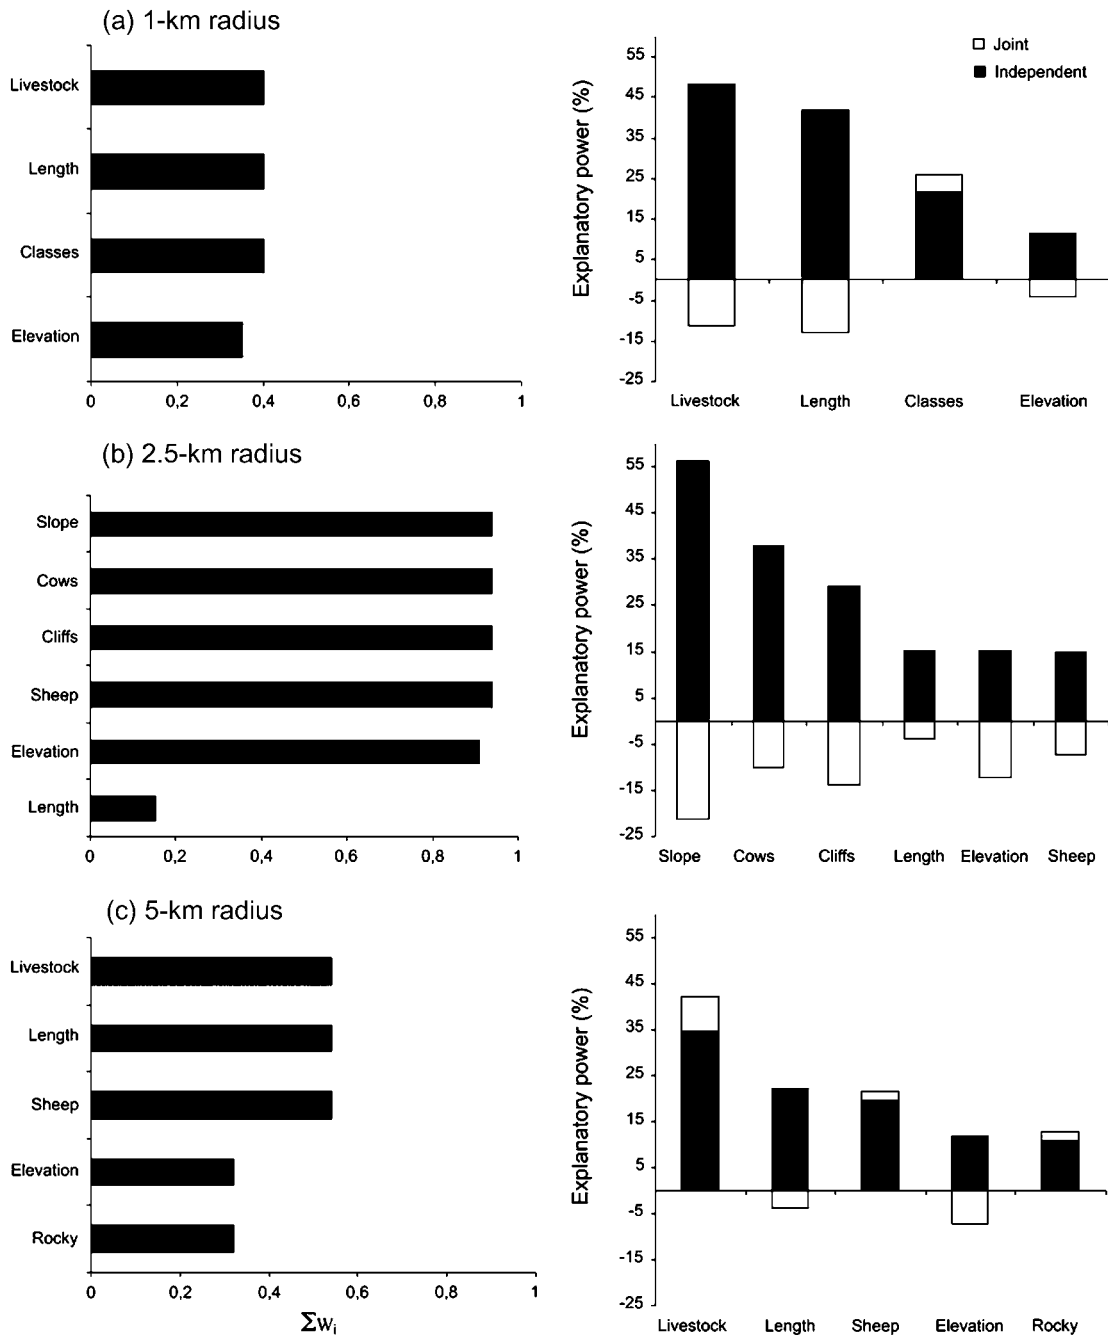 (a) 1-km radius
Livestock
Length
Classes
Elevation
0 0,2 0,4 0,6 0,8 1
Joint
Independent
Explanatory power (%)
55
45
35
25
15
5
-5
-15
-25
Livestock Length Classes Elevation
(b) 2.5-km radius
Slope
Cows
Cliffs
Sheep
Elevation
Length
0 0,2 0,4 0,6 0,8 1
Explanatory power (%)
55
45
35
25
15
5
-5
-15
-25
Slope Cows Cliffs Length Elevation Sheep
(c) 5-km radius
Livestock
Length
Sheep
Elevation
Rocky
0 0,2 0,4 0,6 0,8 1
Σwi
Explanatory power (%)
55
45
35
25
15
5
-5
-15
-25
Livestock Length Sheep Elevation Rocky